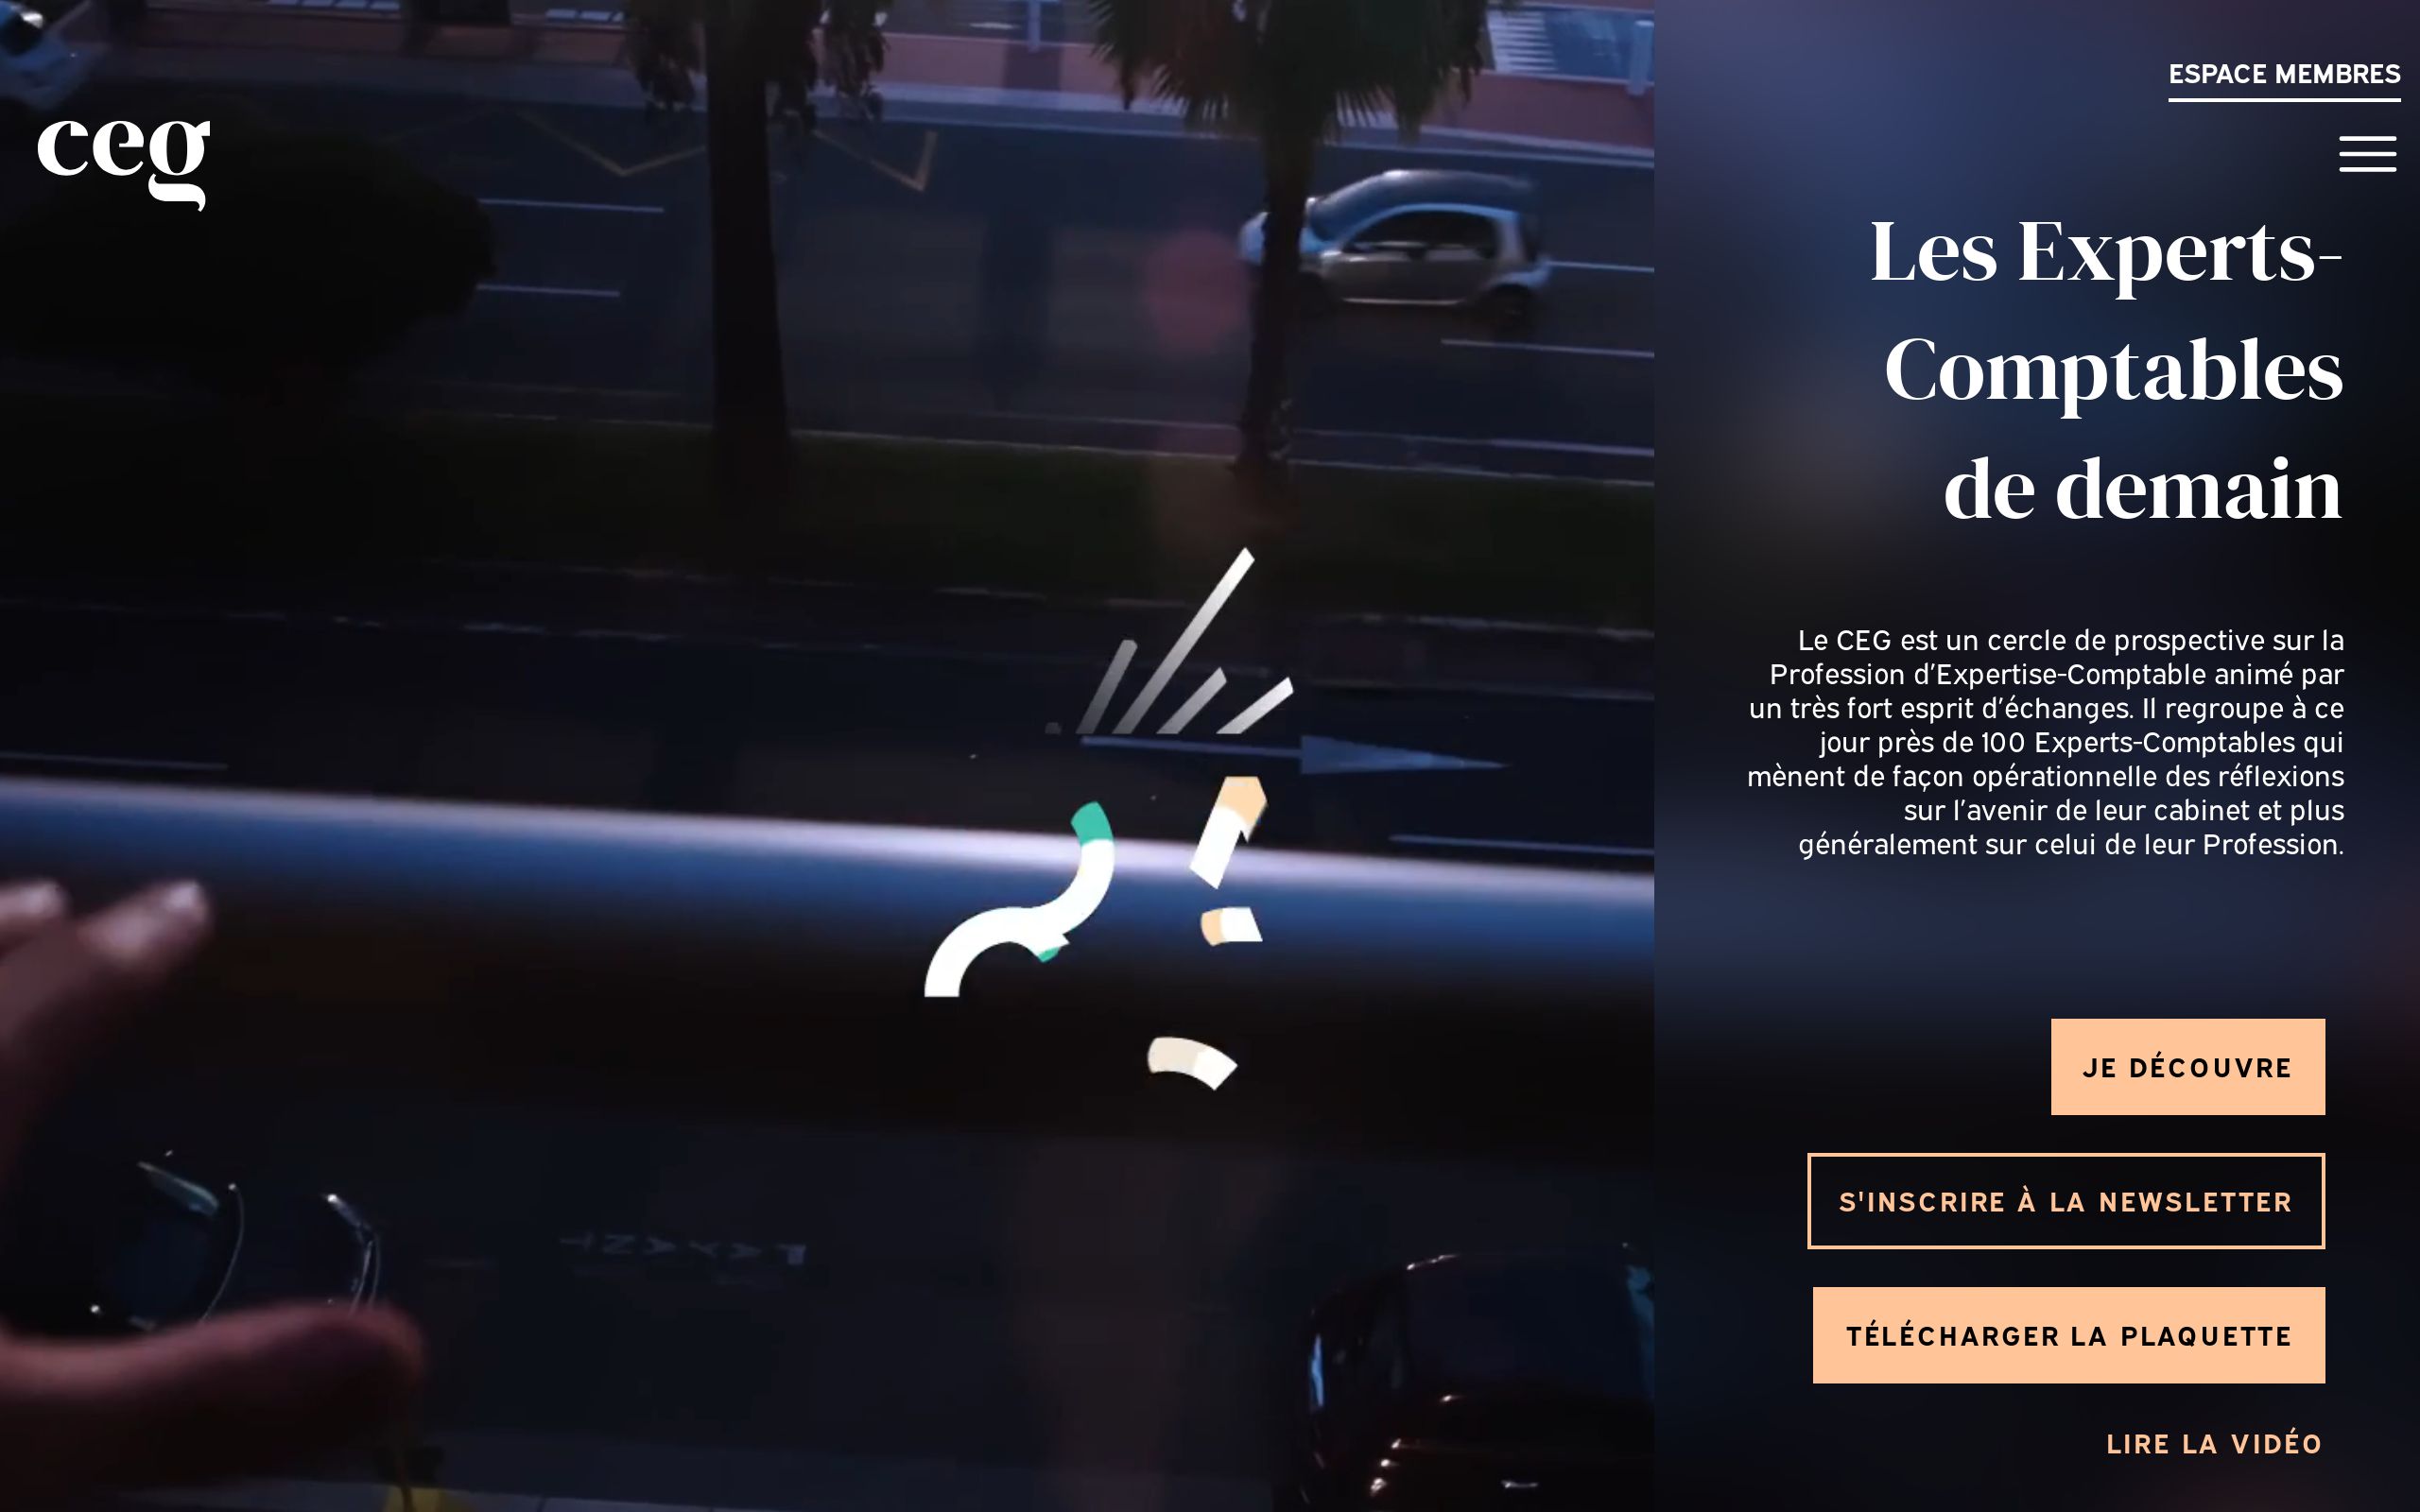 ESPACE MEMBRES
ceg
Les Experts-
Comptables
de demain
Le CEG est un cercle de prospective sur la
Profession d’Expertise-Comptable animé par
un très fort esprit d’échanges. Il regroupe à ce
jour près de 100 Experts-Comptables qui
mènent de façon opérationnelle des réflexions
sur l’avenir de leur cabinet et plus
généralement sur celui de leur Profession.
JE DÉCOUVRE
S'INSCRIRE À LA NEWSLETTER
TÉLÉCHARGER LA PLAQUETTE
LIRE LA VIDÉO